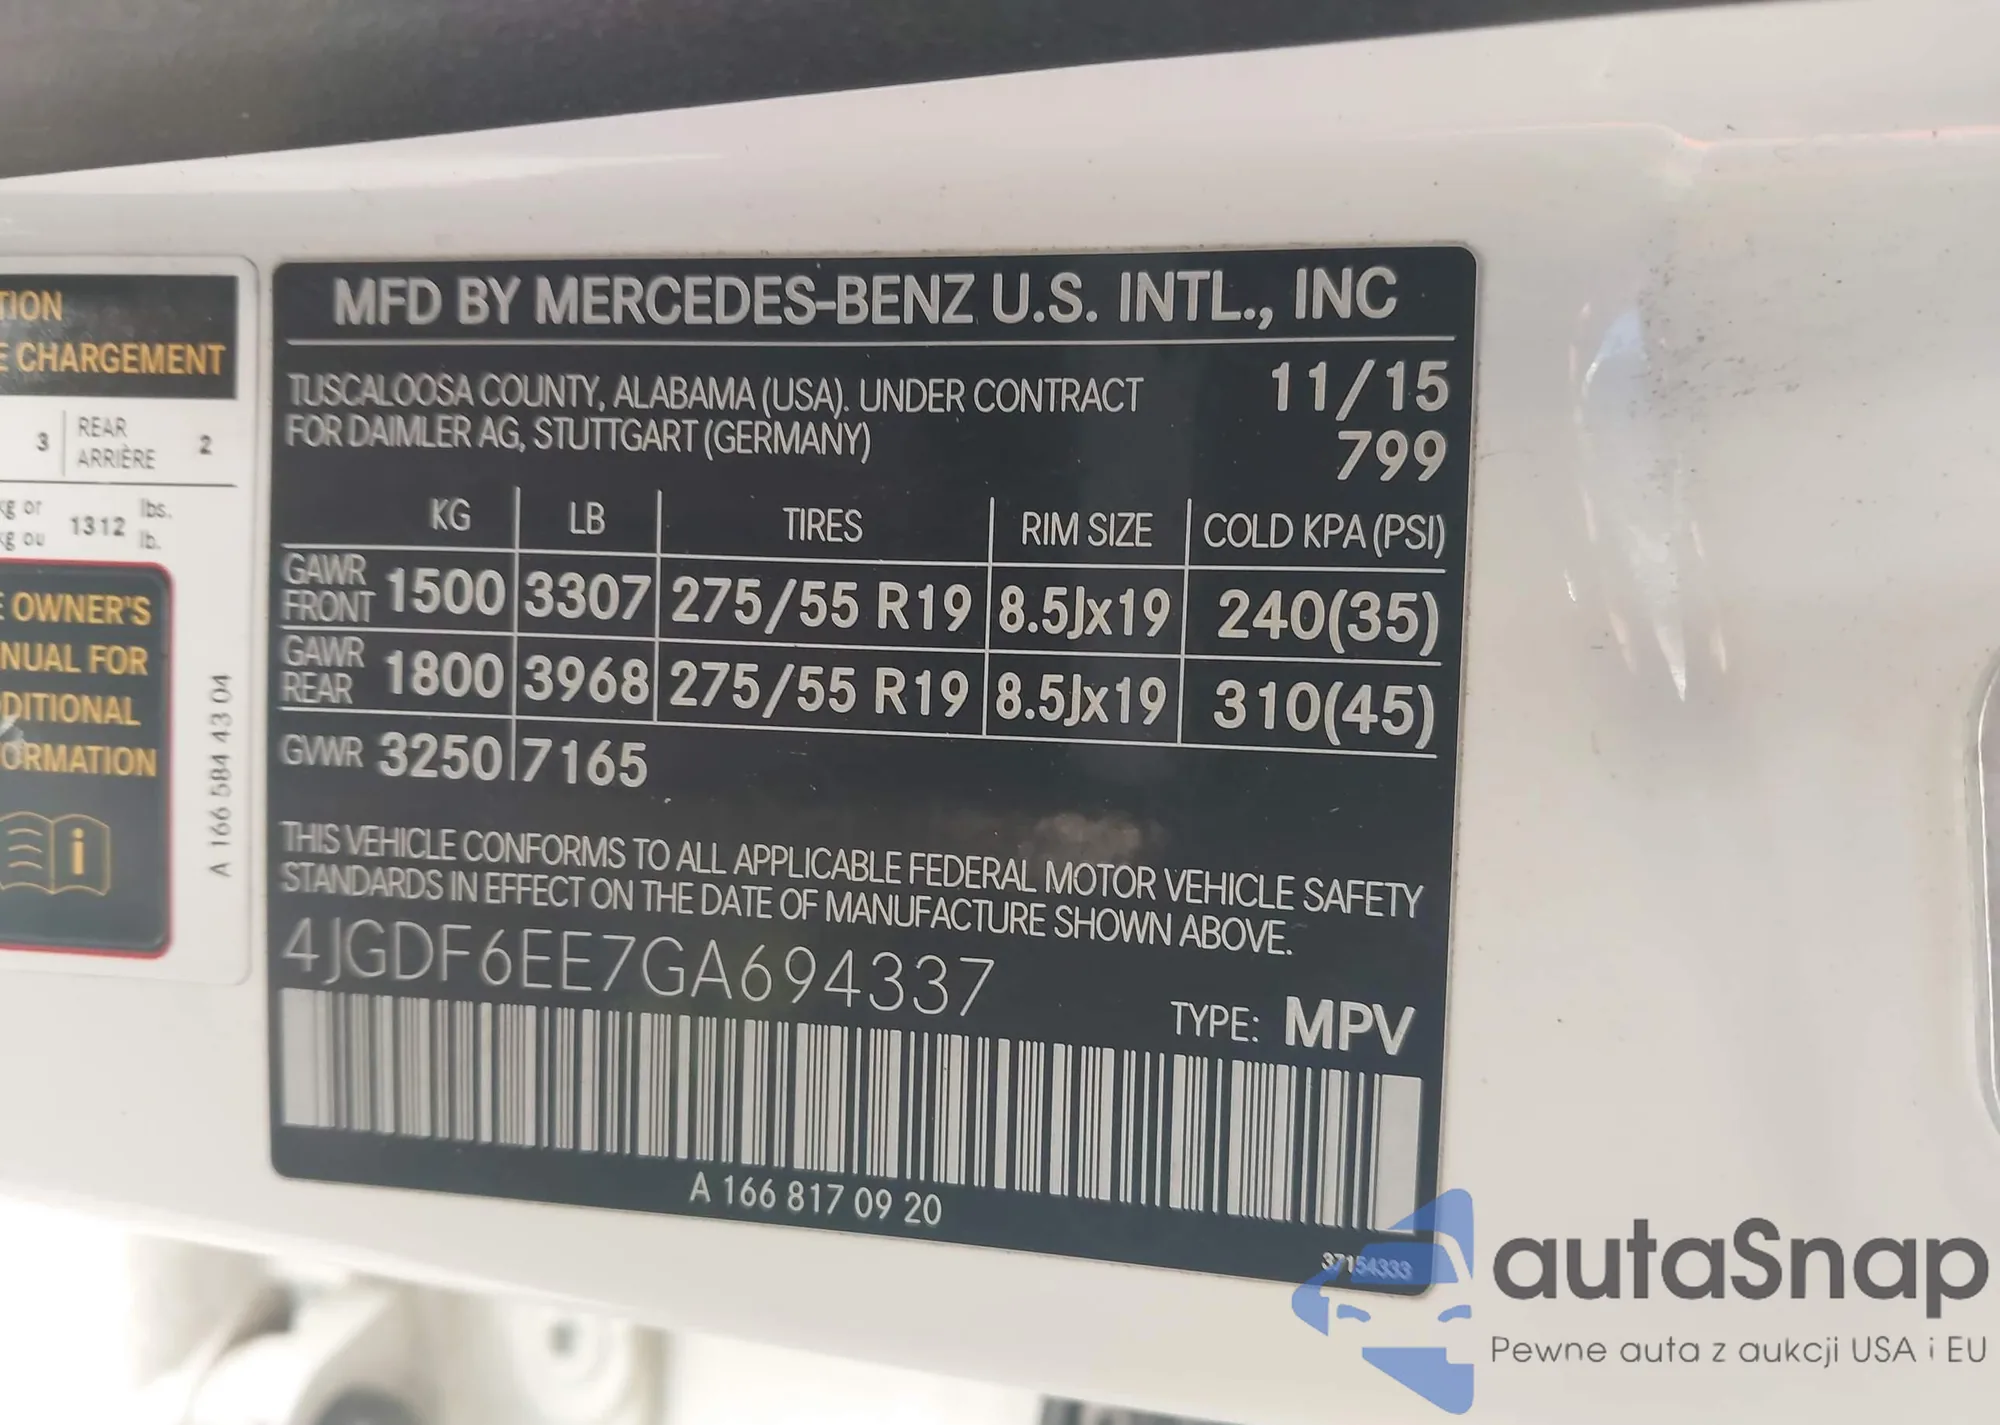 TION
E CHARGEMENT
3 REAR 2
ARRIÈRE
kg or 1312 lbs.
kg ou lb.
E OWNER'S
NUAL FOR
DITIONAL
ORMATION
i
A 166 584 43 04
MFD BY MERCEDES-BENZ U.S. INTL., INC
TUSCALOOSA COUNTY, ALABAMA (USA). UNDER CONTRACT 11/15
FOR DAIMLER AG, STUTTGART (GERMANY) 799
KG LB TIRES RIM SIZE COLD KPA (PSI)
GAWR FRONT 1500 3307 275/55 R19 8.5Jx19 240(35)
GAWR REAR 1800 3968 275/55 R19 8.5Jx19 310(45)
GVWR 3250 7165
THIS VEHICLE CONFORMS TO ALL APPLICABLE FEDERAL MOTOR VEHICLE SAFETY
STANDARDS IN EFFECT ON THE DATE OF MANUFACTURE SHOWN ABOVE.
4JGDF6EE7GA694337
TYPE: MPV
A 166 817 09 20
37154333
autaSnap
Pewne auta z aukcji USA i EU